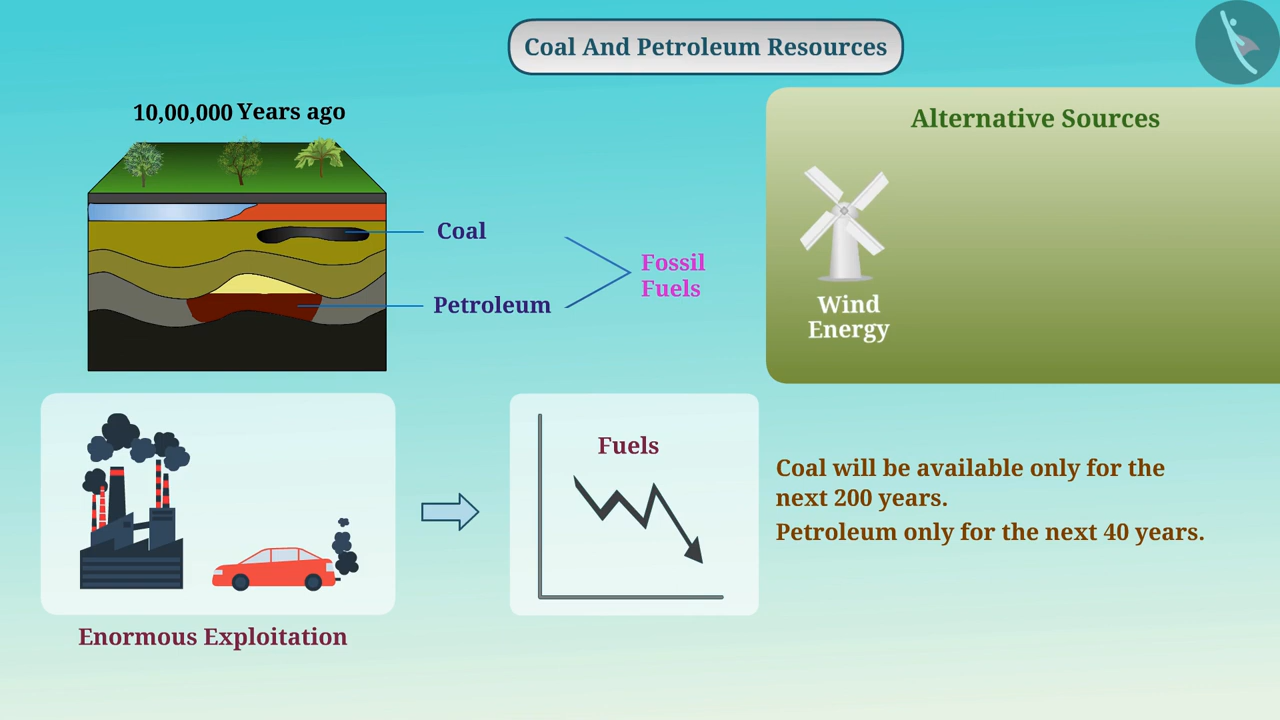 Coal And Petroleum Resources
10,00,000 Years ago
Coal
Petroleum
Fossil
Fuels
Alternative Sources
Wind
Energy
Fuels
Coal will be available only for the
next 200 years.
Petroleum only for the next 40 years.
Enormous Exploitation